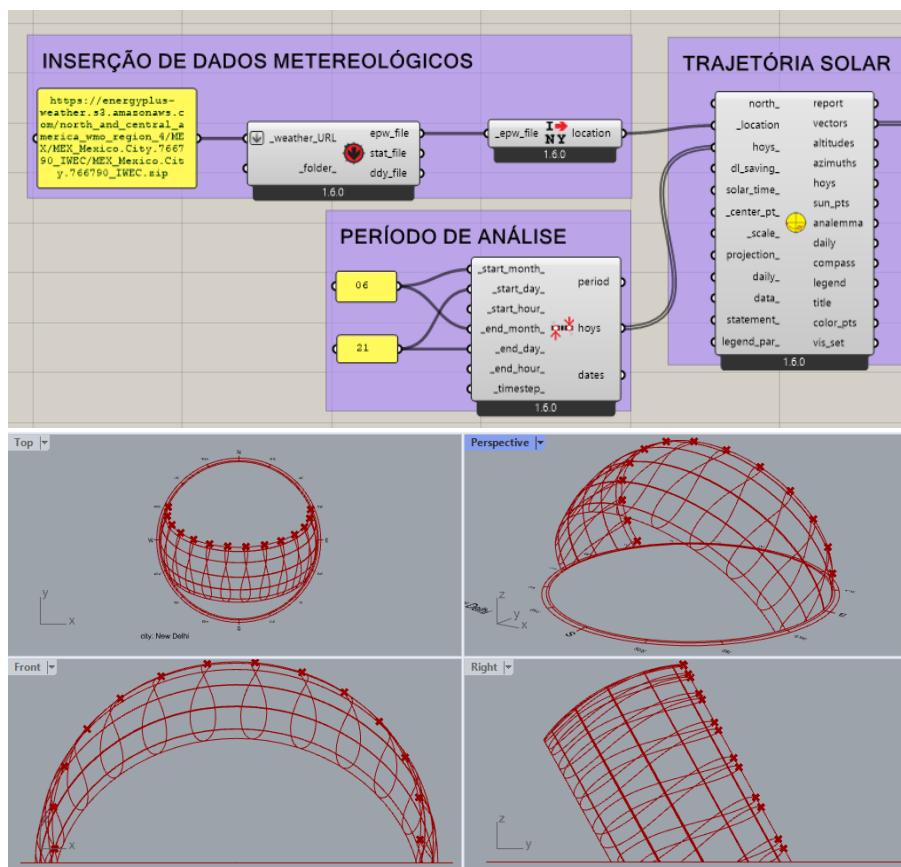 INSERÇÃO DE DADOS METEREOLÓGICOS
https://energyplus-
weather.s3.amazonaws.c
om/north_and_central_a
merica_wmo_region_4/ME
X/MEX_Mexico.City.7667
90_IWEC/MEX_Mexico.Cit
y.766790_IWEC.zip
_weather_URL
_folder_
epw_file
stat_file
ddy_file
1.6.0
_epw_file
I
NY
location
1.6.0
PERÍODO DE ANÁLISE
06
21
_start_month_
_start_day_
_start_hour_
_end_month_
_end_day_
_end_hour_
_timestep_
period
hoys
dates
1.6.0
TRAJETÓRIA SOLAR
north_
_location
hoys_
dl_saving_
solar_time_
_center_pt_
_scale_
projection_
daily_
data_
statement_
legend_par_
report
vectors
altitudes
azimuths
hoys
sun_pts
analemma
daily
compass
legend
title
color_pts
vis_set
1.6.0
Top
N
W
E
S
y
x
city: New Delhi
Perspective
Delhi
S
E
z
y
x
Front
z
x
Right
z
y